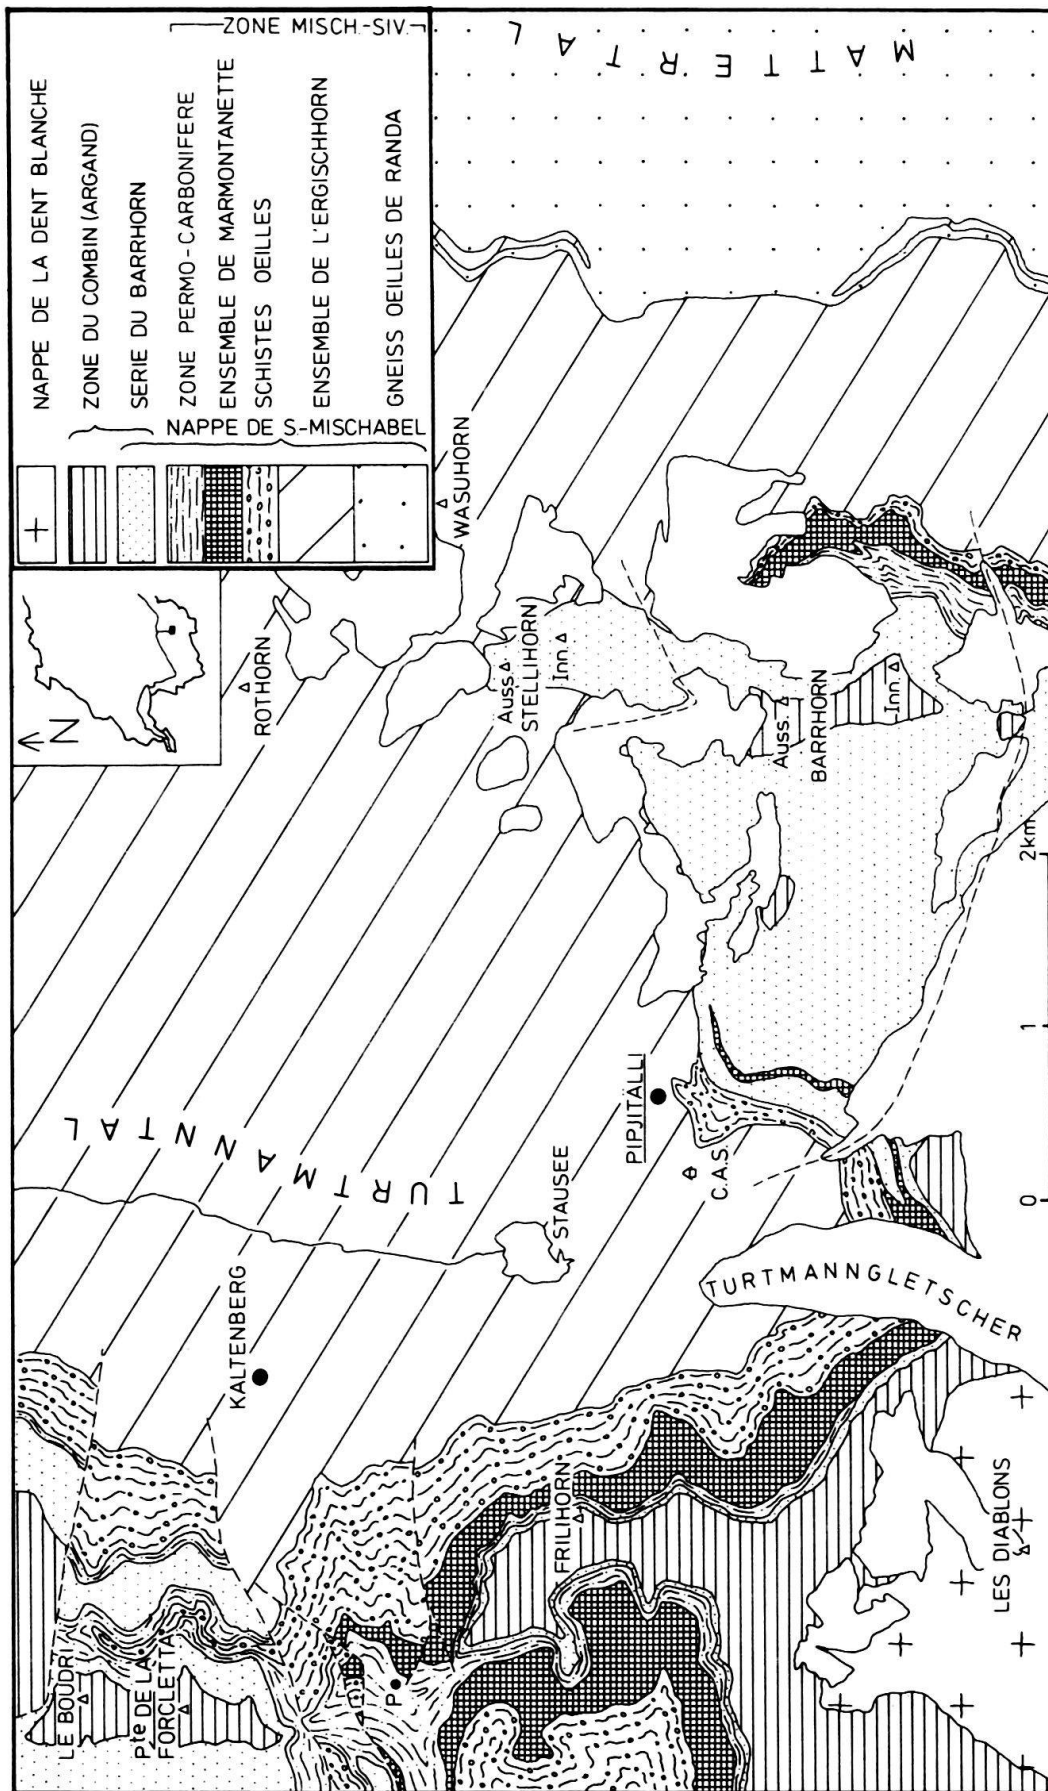 NAPPE DE LA DENT BLANCHE
ZONE DU COMBIN (ARGAND)
SERIE DU BARRHORN
ZONE PERMO-CARBONIFERE
ENSEMBLE DE MARMONTANETTE
SCHISTES OEILLES
ENSEMBLE DE L'ERGISCHHORN
GNEISS OEILLES DE RANDA
ZONE MISCH.-SIV.
NAPPE DE S.-MISCHABEL
N
MATTERTAL
TURTMANNTAL
LE BOUDRI
Pte DE LA
FORCLETTA
KALTENBERG
ROTHORN
WASUHORN
P
STAUSEE
Auss.
STELLIHORN
Inn.
FRILIHORN
PIPJITALLI
C.A.S.
TURTMANNGLETSCHER
Auss.
BARRHORN
Inn.
LES DIABLONS
0
1
2km